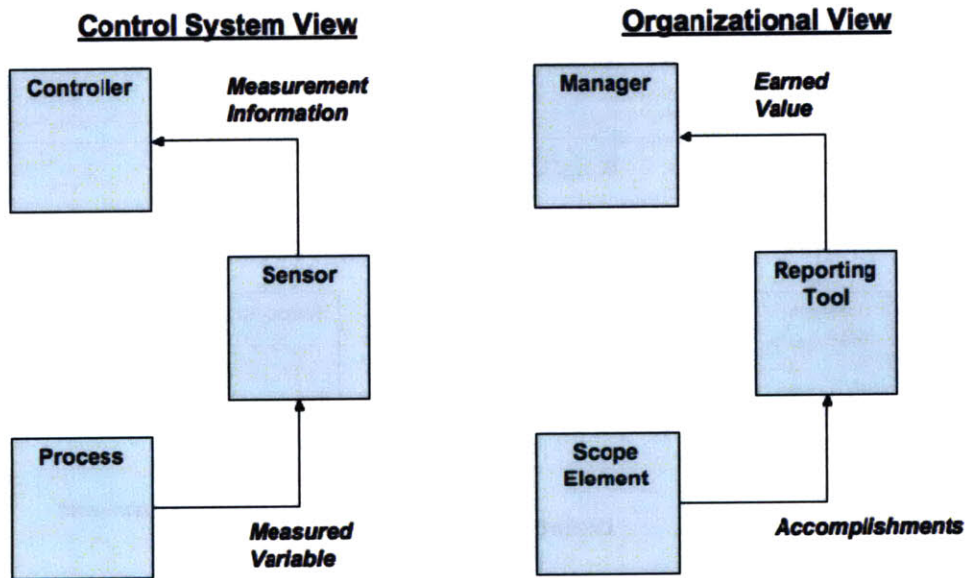 Control System View
Controller
Measurement
Information
Sensor
Process
Measured
Variable
Organizational View
Manager
Earned
Value
Reporting
Tool
Scope
Element
Accomplishments